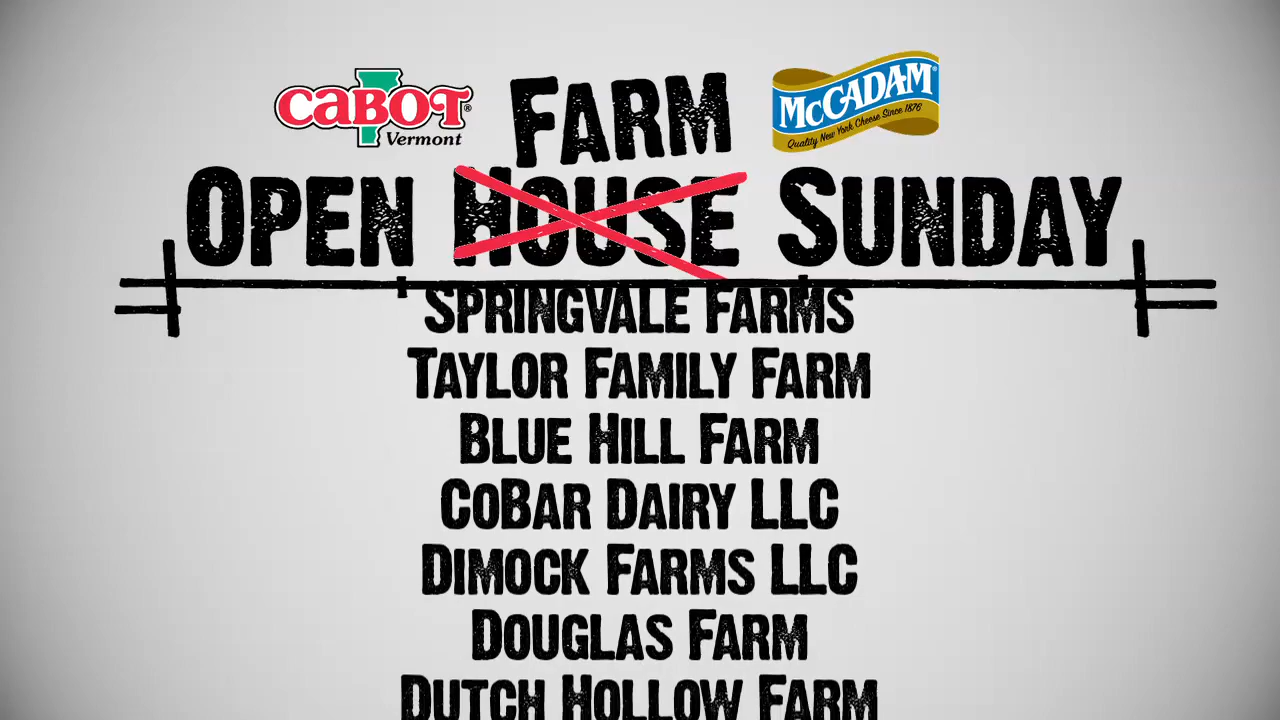 CABOT® Vermont
FARM
MCCADAM®
Quality New York Cheese Since 1876
OPEN HOUSE SUNDAY
SPRINGVALE FARMS
TAYLOR FAMILY FARM
BLUE HILL FARM
COBAR DAIRY LLC
DIMOCK FARMS LLC
DOUGLAS FARM
DUTCH HOLLOW FARM